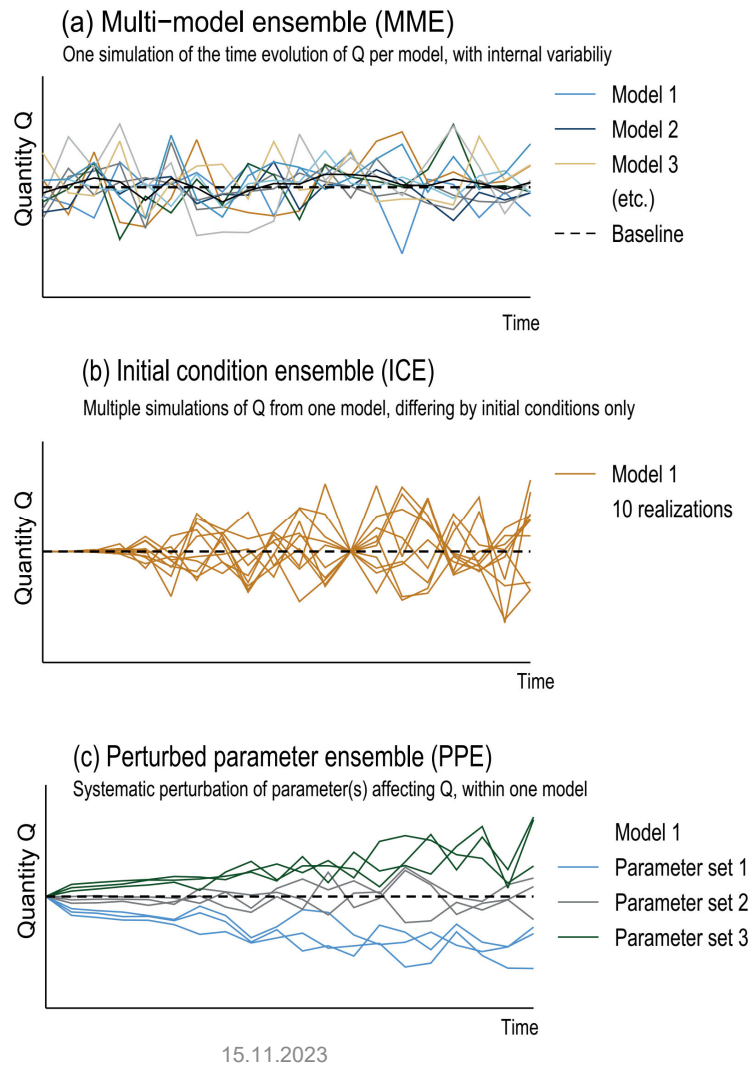 (a) Multi−model ensemble (MME)
One simulation of the time evolution of Q per model, with internal variabiliy
Quantity Q
Model 1
Model 2
Model 3
(etc.)
Baseline
Time
(b) Initial condition ensemble (ICE)
Multiple simulations of Q from one model, differing by initial conditions only
Quantity Q
Model 1
10 realizations
Time
(c) Perturbed parameter ensemble (PPE)
Systematic perturbation of parameter(s) affecting Q, within one model
Quantity Q
Model 1
Parameter set 1
Parameter set 2
Parameter set 3
Time
15.11.2023